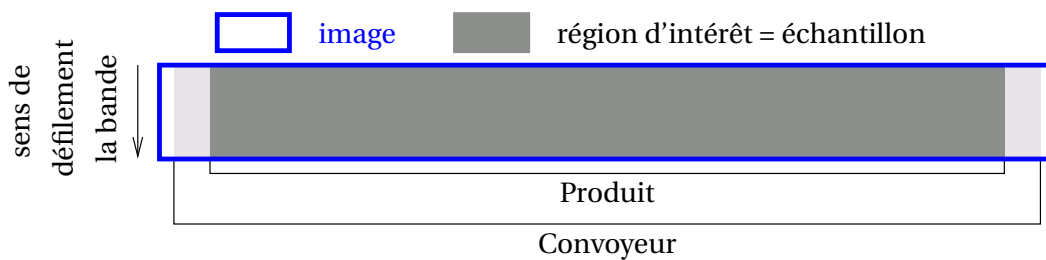 image
région d'intérêt = échantillon
sens de
défilement
la bande
Produit
Convoyeur